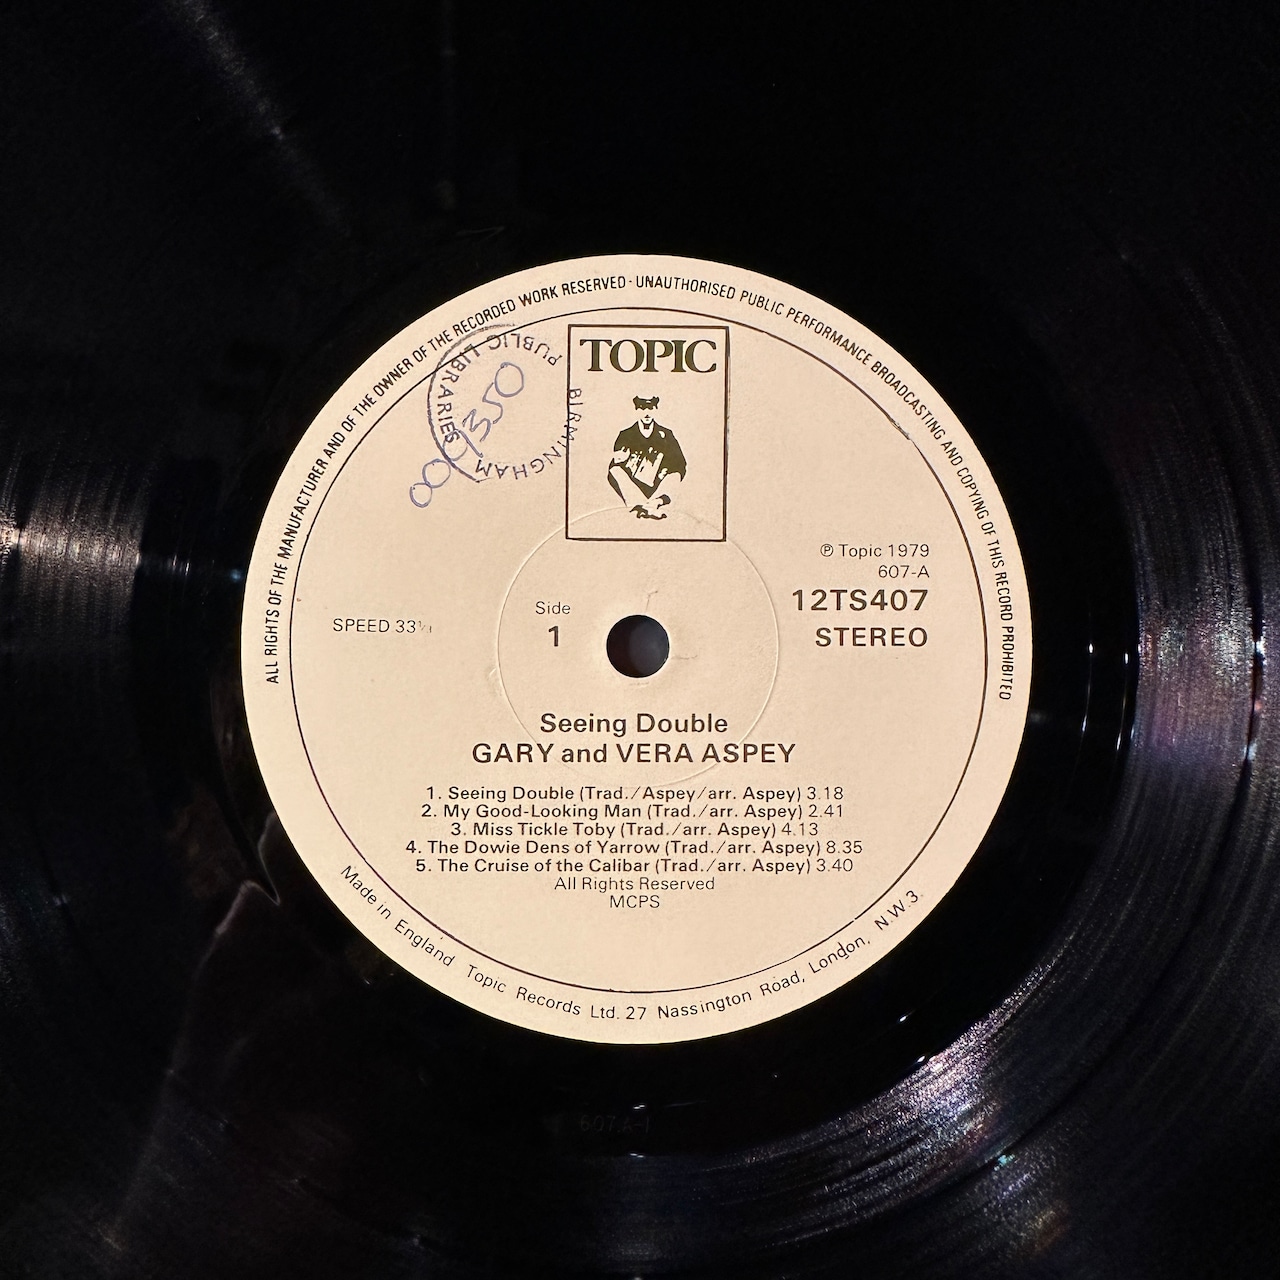 ALL RIGHTS OF THE MANUFACTURER AND OF THE OWNER OF THE RECORDED WORK RESERVED · UNAUTHORISED PUBLIC PERFORMANCE BROADCASTING AND COPYING OF THIS RECORD PROHIBITED
TOPIC
BIRMINGHAM
PUBLIC LIBRARIES
℗ Topic 1979
607-A
12TS407
STEREO
SPEED 33⅓
Side
1
Seeing Double
GARY and VERA ASPEY
1. Seeing Double (Trad./Aspey/arr. Aspey) 3.18
2. My Good-Looking Man (Trad./arr. Aspey) 2.41
3. Miss Tickle Toby (Trad./arr. Aspey) 4.13
4. The Dowie Dens of Yarrow (Trad./arr. Aspey) 8.35
5. The Cruise of the Calibar (Trad./arr. Aspey) 3.40
All Rights Reserved
MCPS
Made in England Topic Records Ltd. 27 Nassington Road, London, N.W.3.